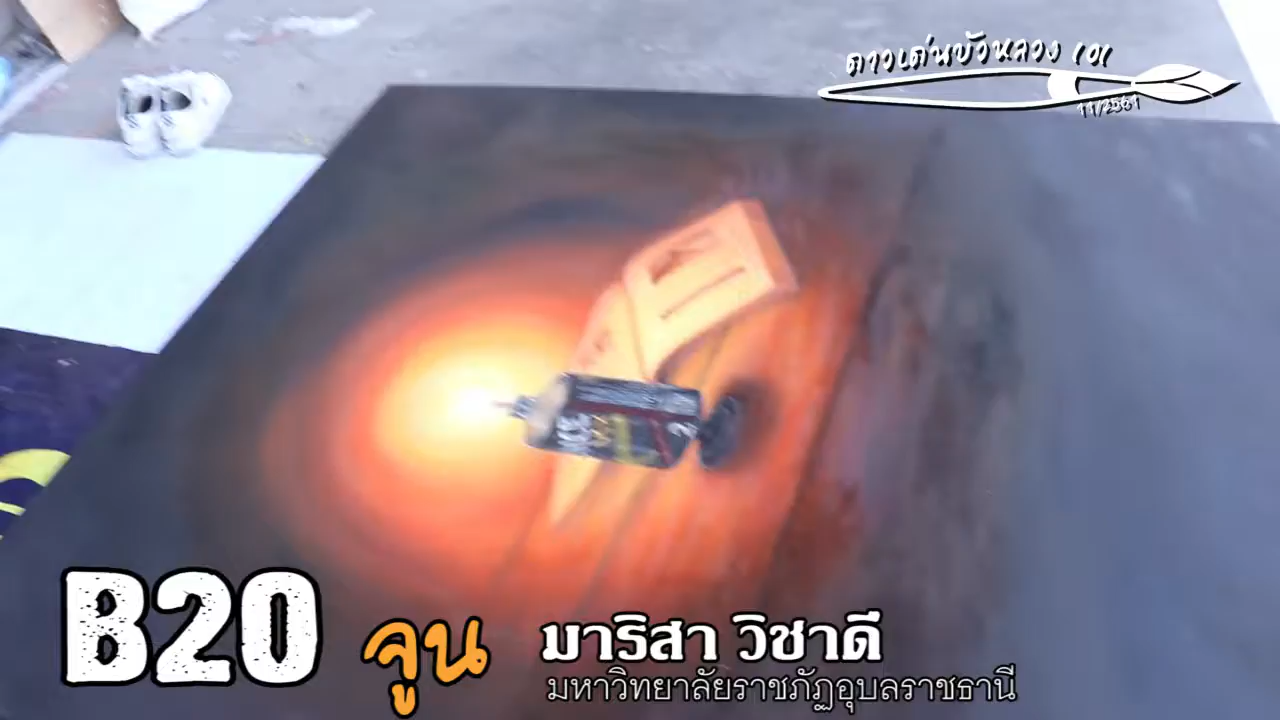 ดาวเด่นบัวหลวง 101
11/2561
B20
จูน
มาริสา วิชาดี
มหาวิทยาลัยราชภัฏอุบลราชธานี